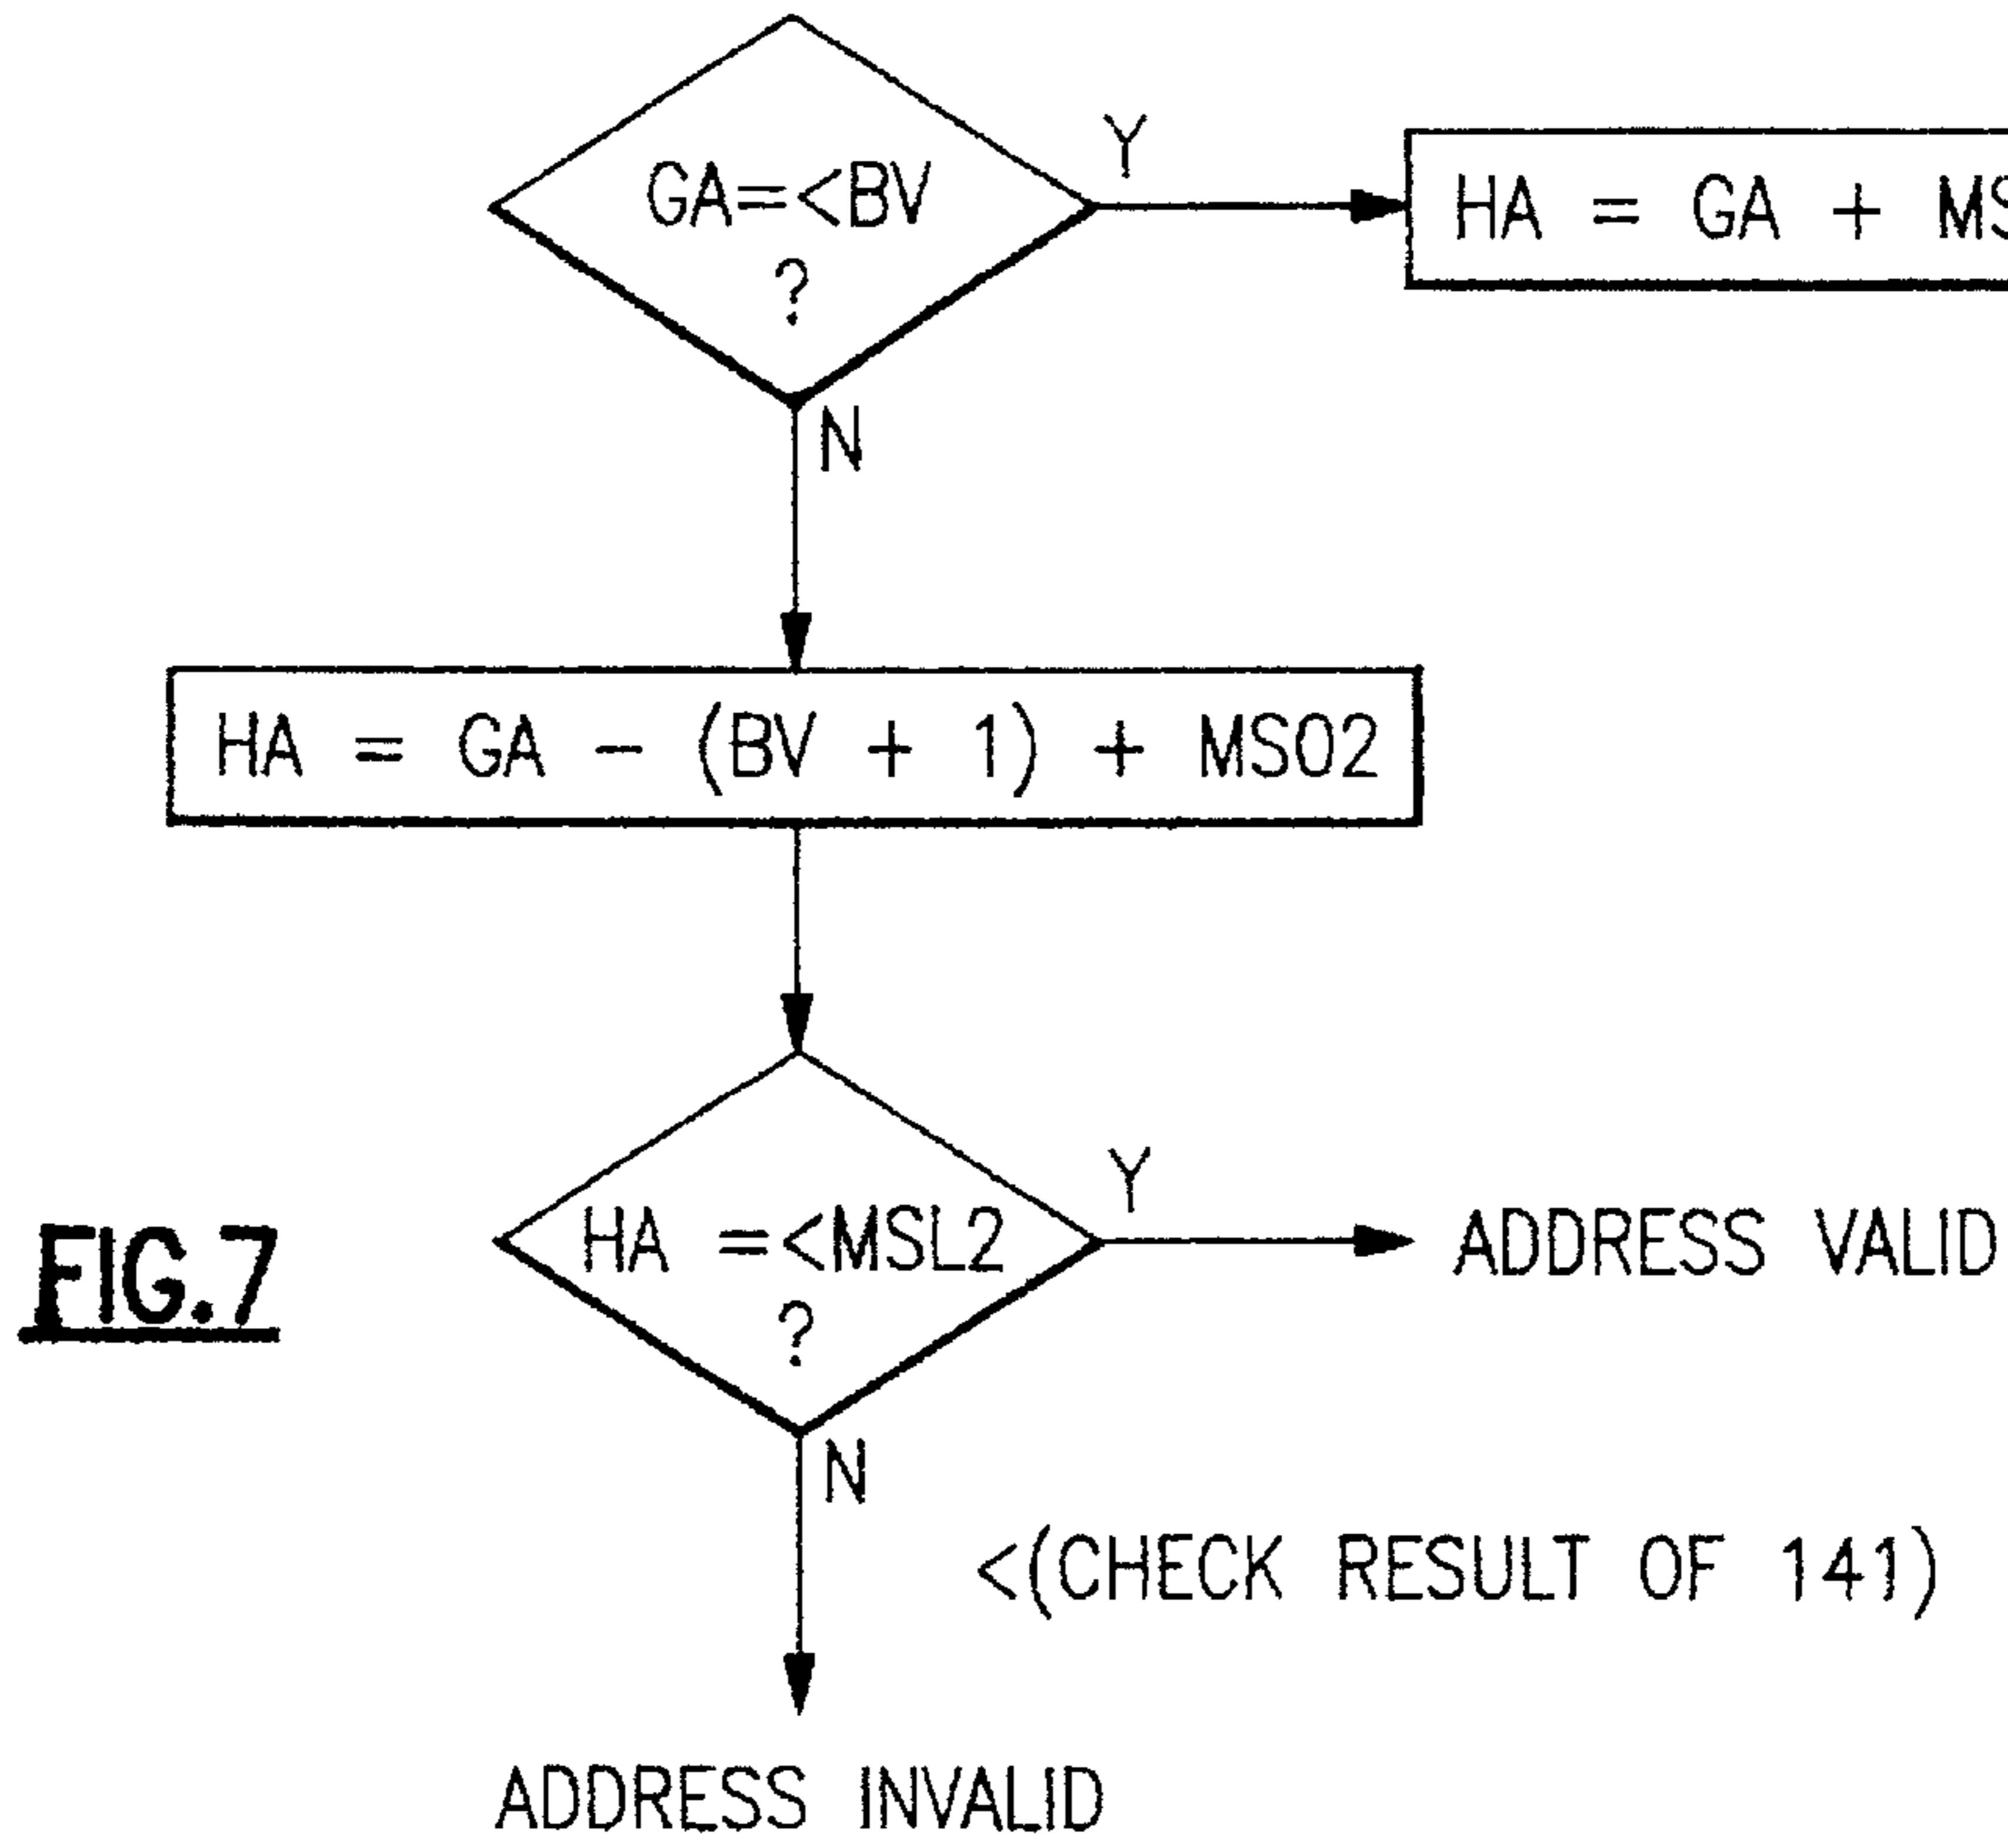 GA=<BV
?
Y
HA = GA + MS
N
HA = GA - (BV + 1) + MSO2
HA =<MSL2
?
Y
ADDRESS VALID
N
<(CHECK RESULT OF 141)
ADDRESS INVALID
FIG.7